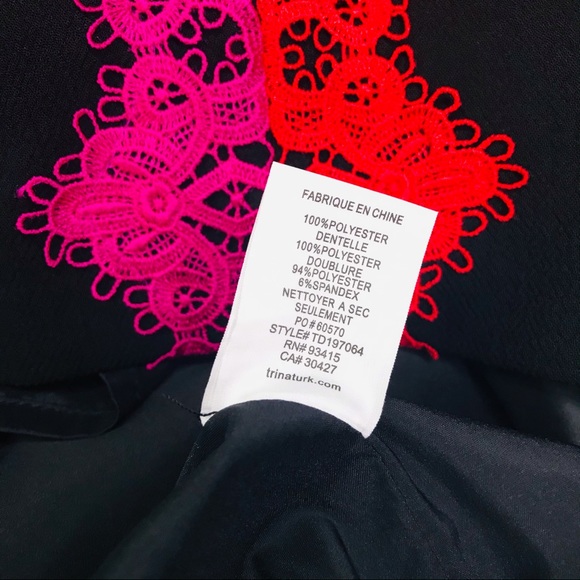 FABRIQUE EN CHINE
100%POLYESTER
DENTELLE
100%POLYESTER
DOUBLURE
94%POLYESTER
6%SPANDEX
NETTOYER A SEC
SEULEMENT
PO#60570
STYLE#TD197064
RN#93415
CA#30427
trinaturk.com